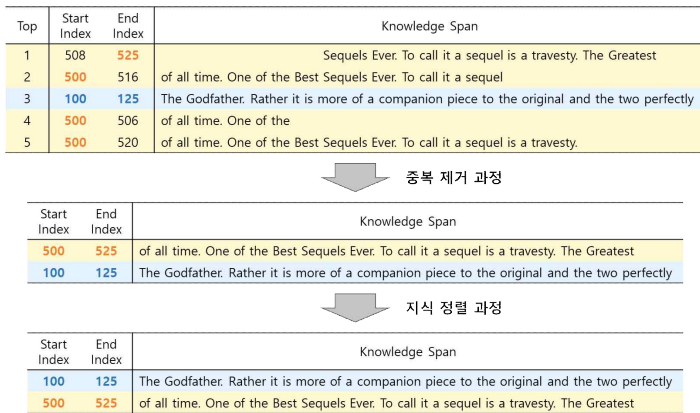 Top Start Index End Index Knowledge Span
1 508 525 Sequels Ever. To call it a sequel is a travesty. The Greatest
2 500 516 of all time. One of the Best Sequels Ever. To call it a sequel
3 100 125 The Godfather. Rather it is more of a companion piece to the original and the two perfectly
4 500 506 of all time. One of the
5 500 520 of all time. One of the Best Sequels Ever. To call it a sequel is a travesty.
중복 제거 과정
Start Index End Index Knowledge Span
500 525 of all time. One of the Best Sequels Ever. To call it a sequel is a travesty. The Greatest
100 125 The Godfather. Rather it is more of a companion piece to the original and the two perfectly
지식 정렬 과정
Start Index End Index Knowledge Span
100 125 The Godfather. Rather it is more of a companion piece to the original and the two perfectly
500 525 of all time. One of the Best Sequels Ever. To call it a sequel is a travesty. The Greatest